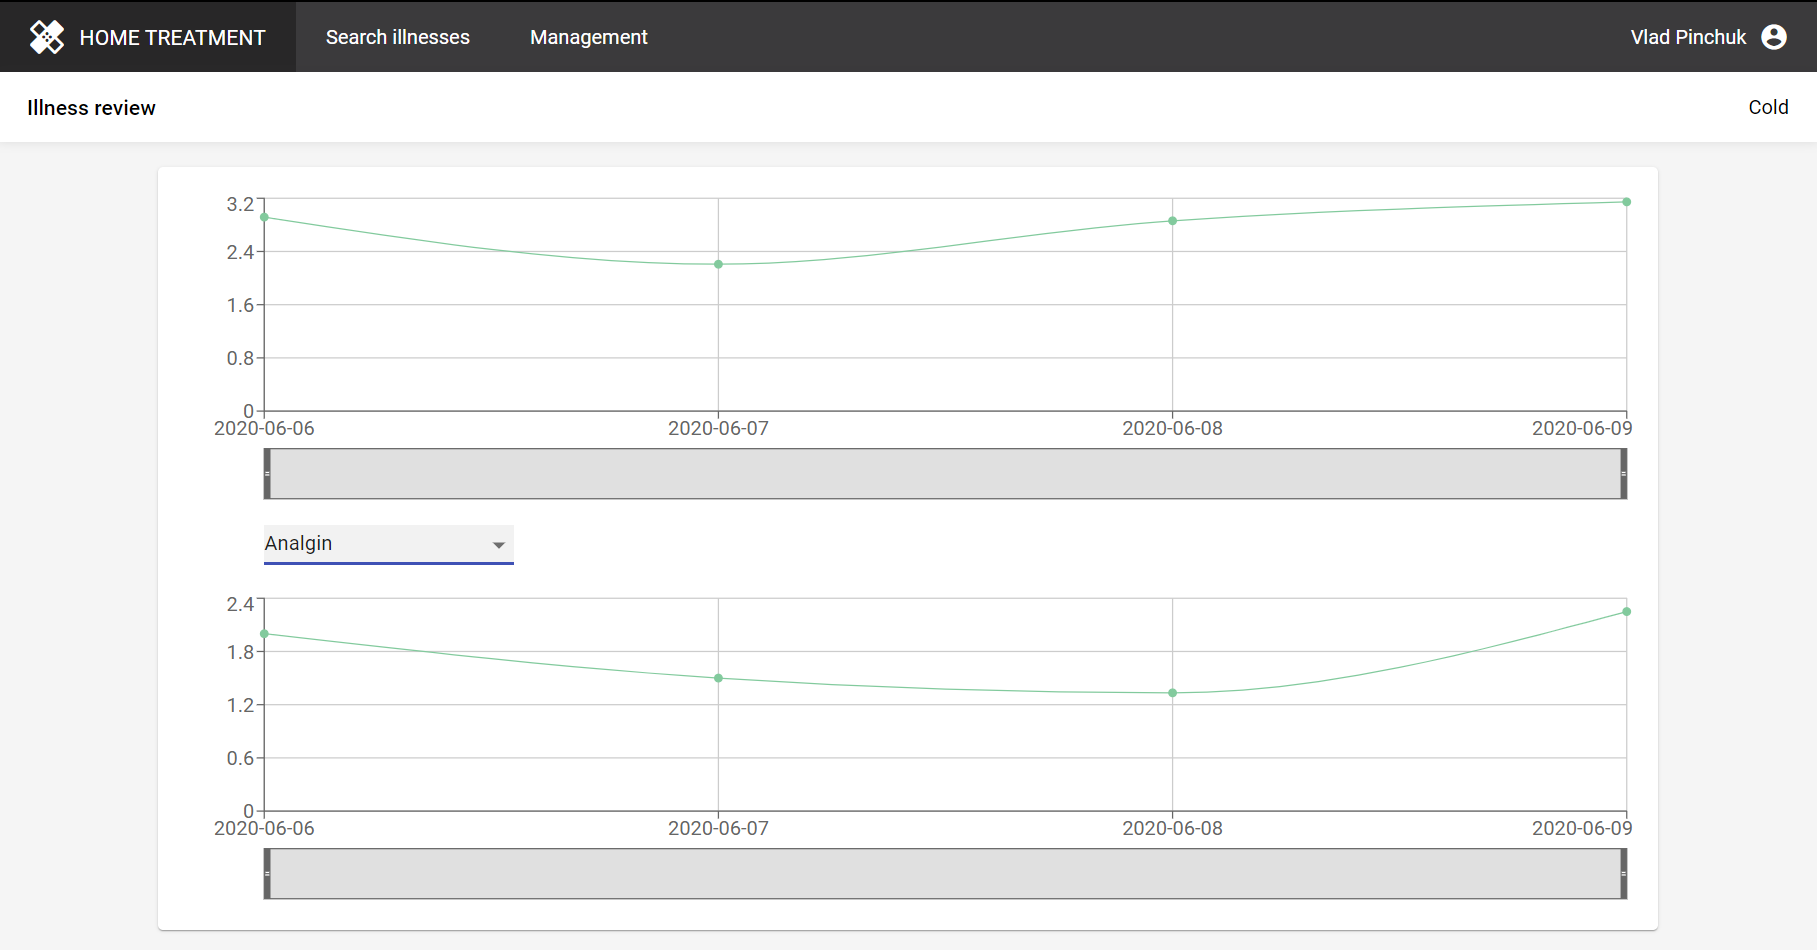 HOME TREATMENT Search illnesses Management Vlad Pinchuk
Illness review Cold
3.2
2.4
1.6
0.8
0
2020-06-06 2020-06-07 2020-06-08 2020-06-09
Analgin
2.4
1.8
1.2
0.6
0
2020-06-06 2020-06-07 2020-06-08 2020-06-09